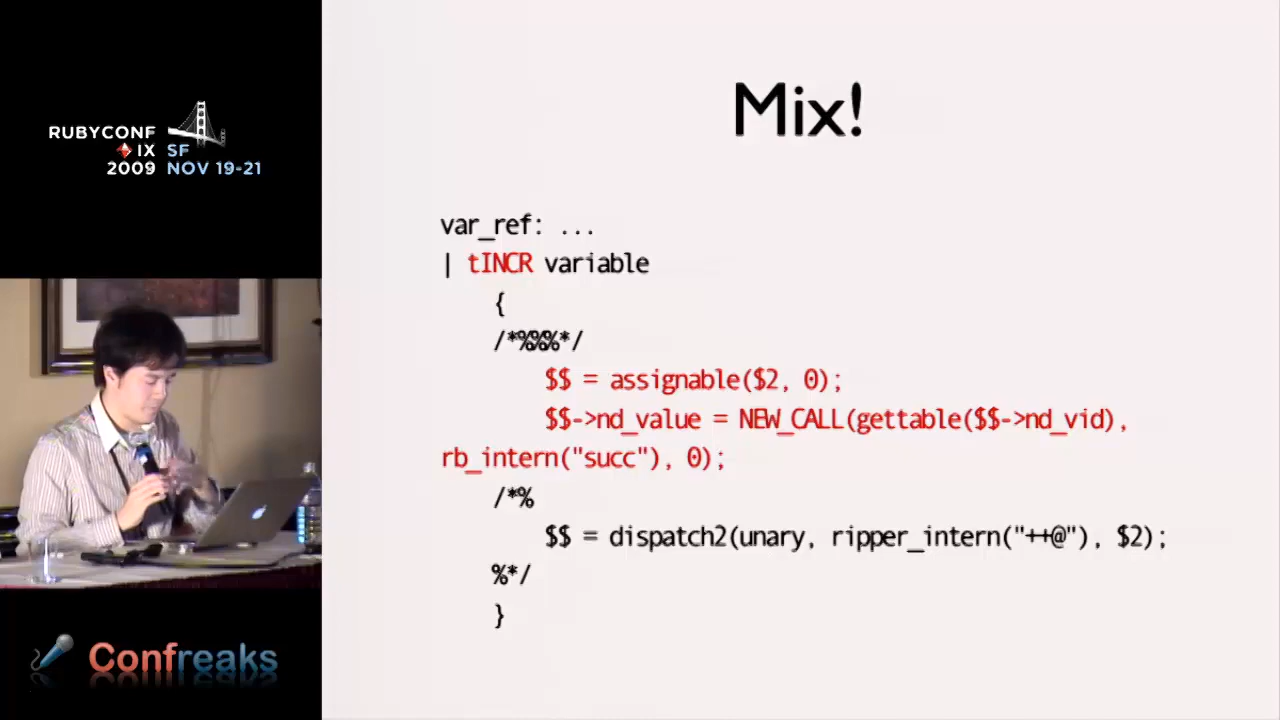 RUBYCONF
IX SF
2009 NOV 19-21
Confreaks
Mix!
var_ref: ...
| tINCR variable
{
/*%%%*/
$$ = assignable($2, 0);
$$->nd_value = NEW_CALL(gettable($$->nd_vid),
rb_intern("succ"), 0);
/*%
$$ = dispatch2(unary, ripper_intern("++@"), $2);
%*/
}